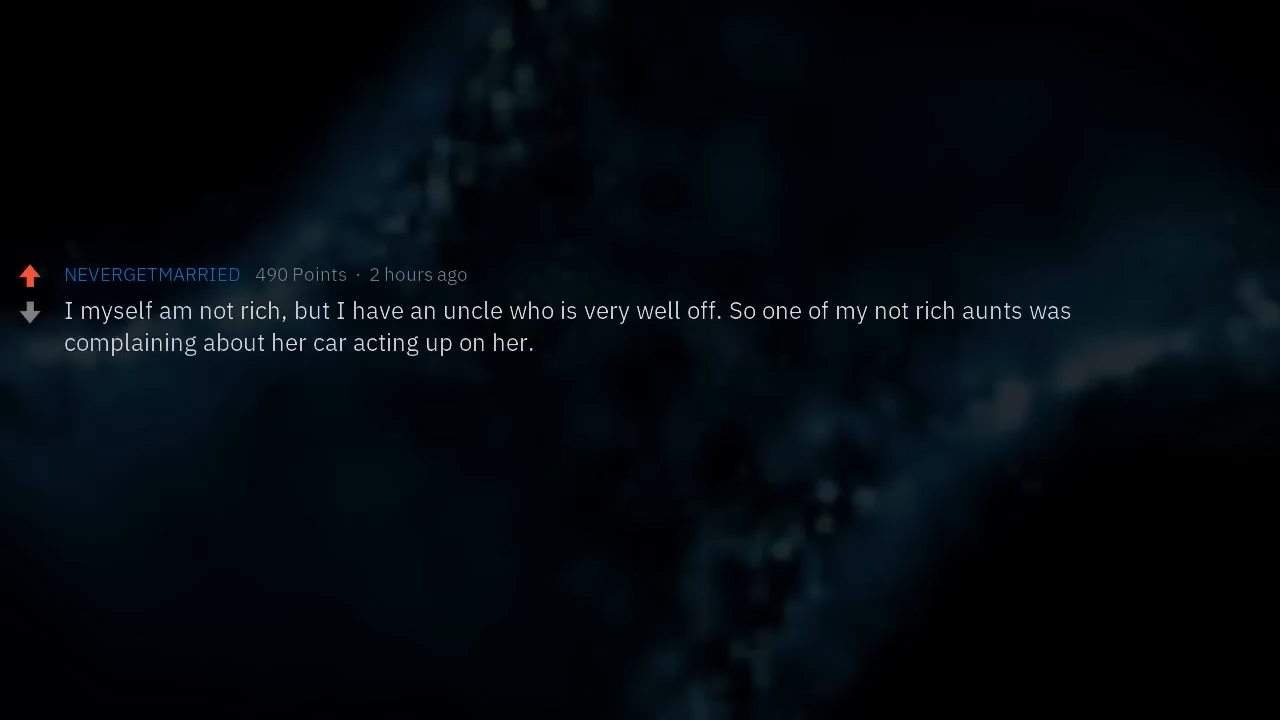 NEVERGETMARRIED 490 Points · 2 hours ago
I myself am not rich, but I have an uncle who is very well off. So one of my not rich aunts was
complaining about her car acting up on her.